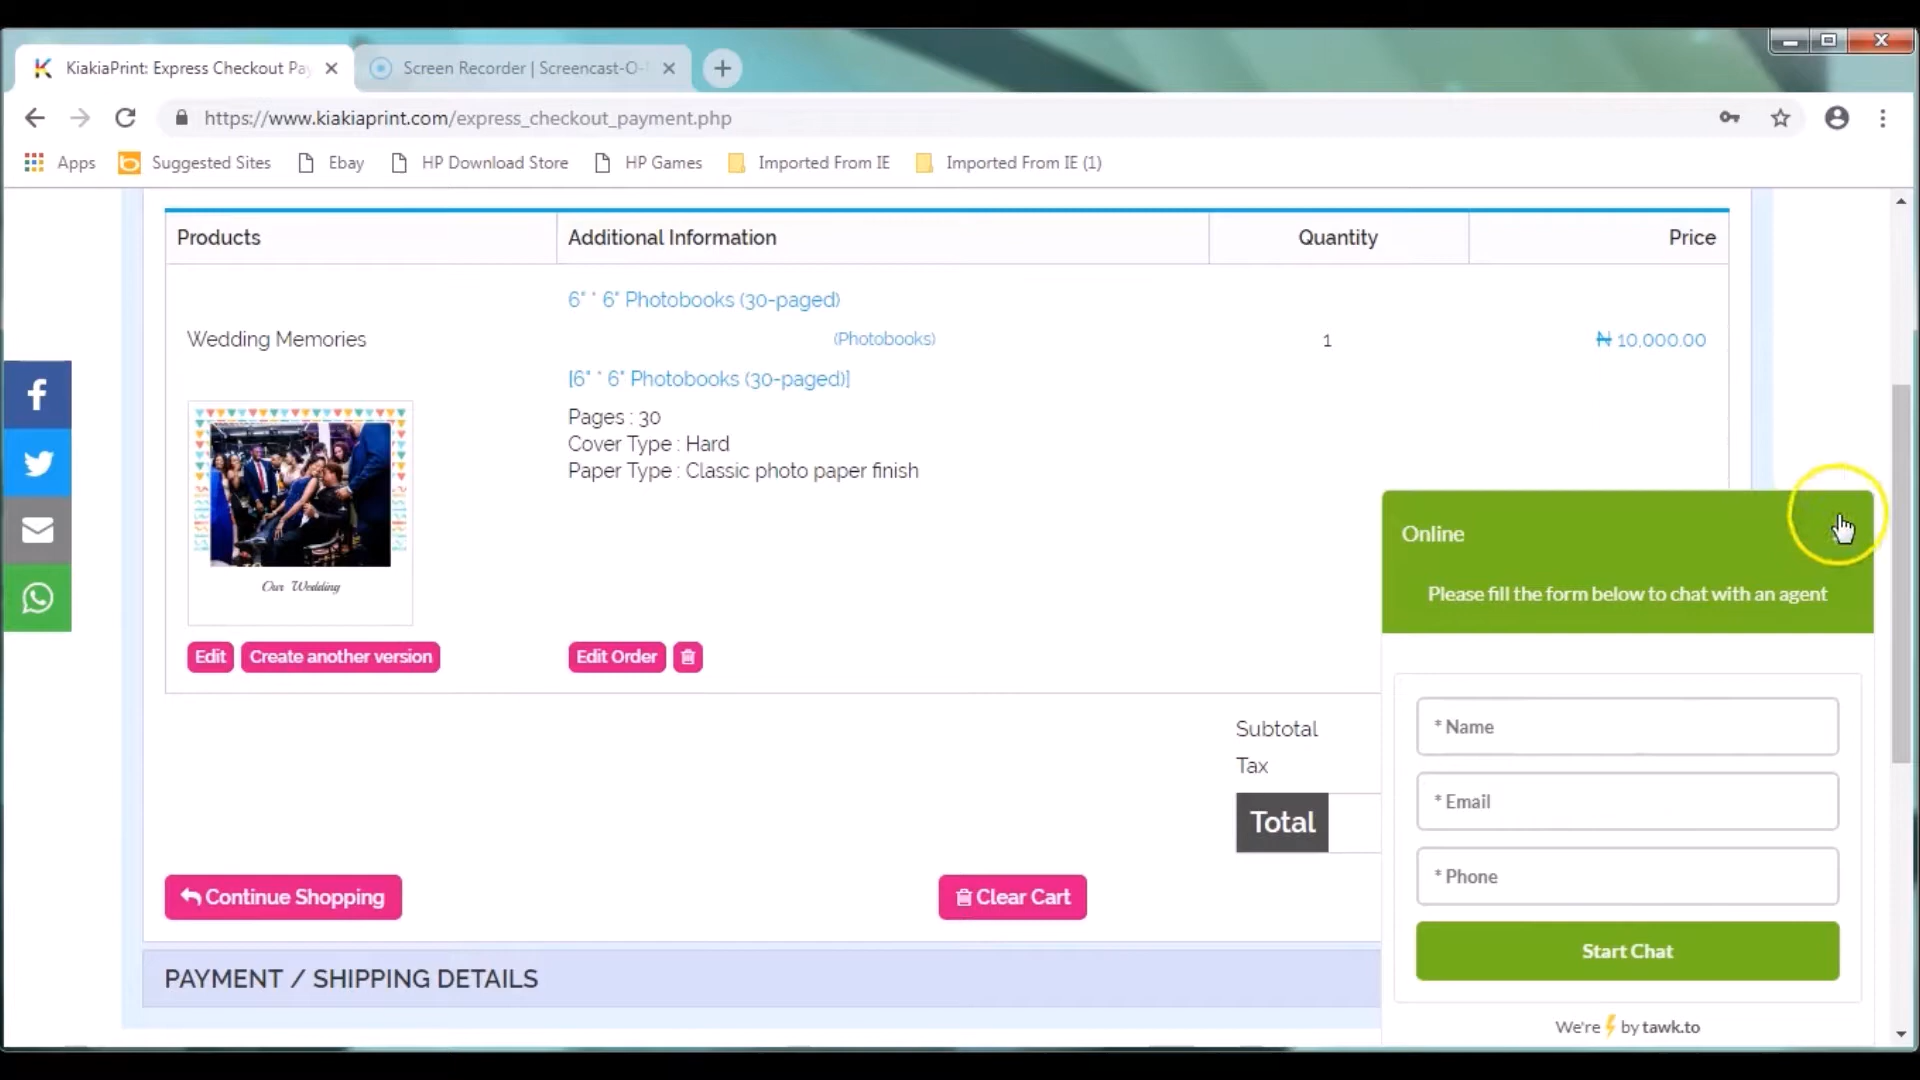 KiakiaPrint: Express Checkout Pay
Screen Recorder | Screencast-O-
https://www.kiakiaprint.com/express_checkout_payment.php
Apps
Suggested Sites
Ebay
HP Download Store
HP Games
Imported From IE
Imported From IE (1)
Products
Additional Information
Quantity
Price
6" * 6" Photobooks (30-paged)
Wedding Memories
(Photobooks)
1
₦ 10,000.00
[6" * 6" Photobooks (30-paged)]
Pages : 30
Cover Type : Hard
Paper Type : Classic photo paper finish
Our Wedding
Edit
Create another version
Edit Order
Online
Please fill the form below to chat with an agent
* Name
* Email
* Phone
Start Chat
We're ⚡ by tawk.to
Subtotal
Tax
Total
Continue Shopping
Clear Cart
PAYMENT / SHIPPING DETAILS